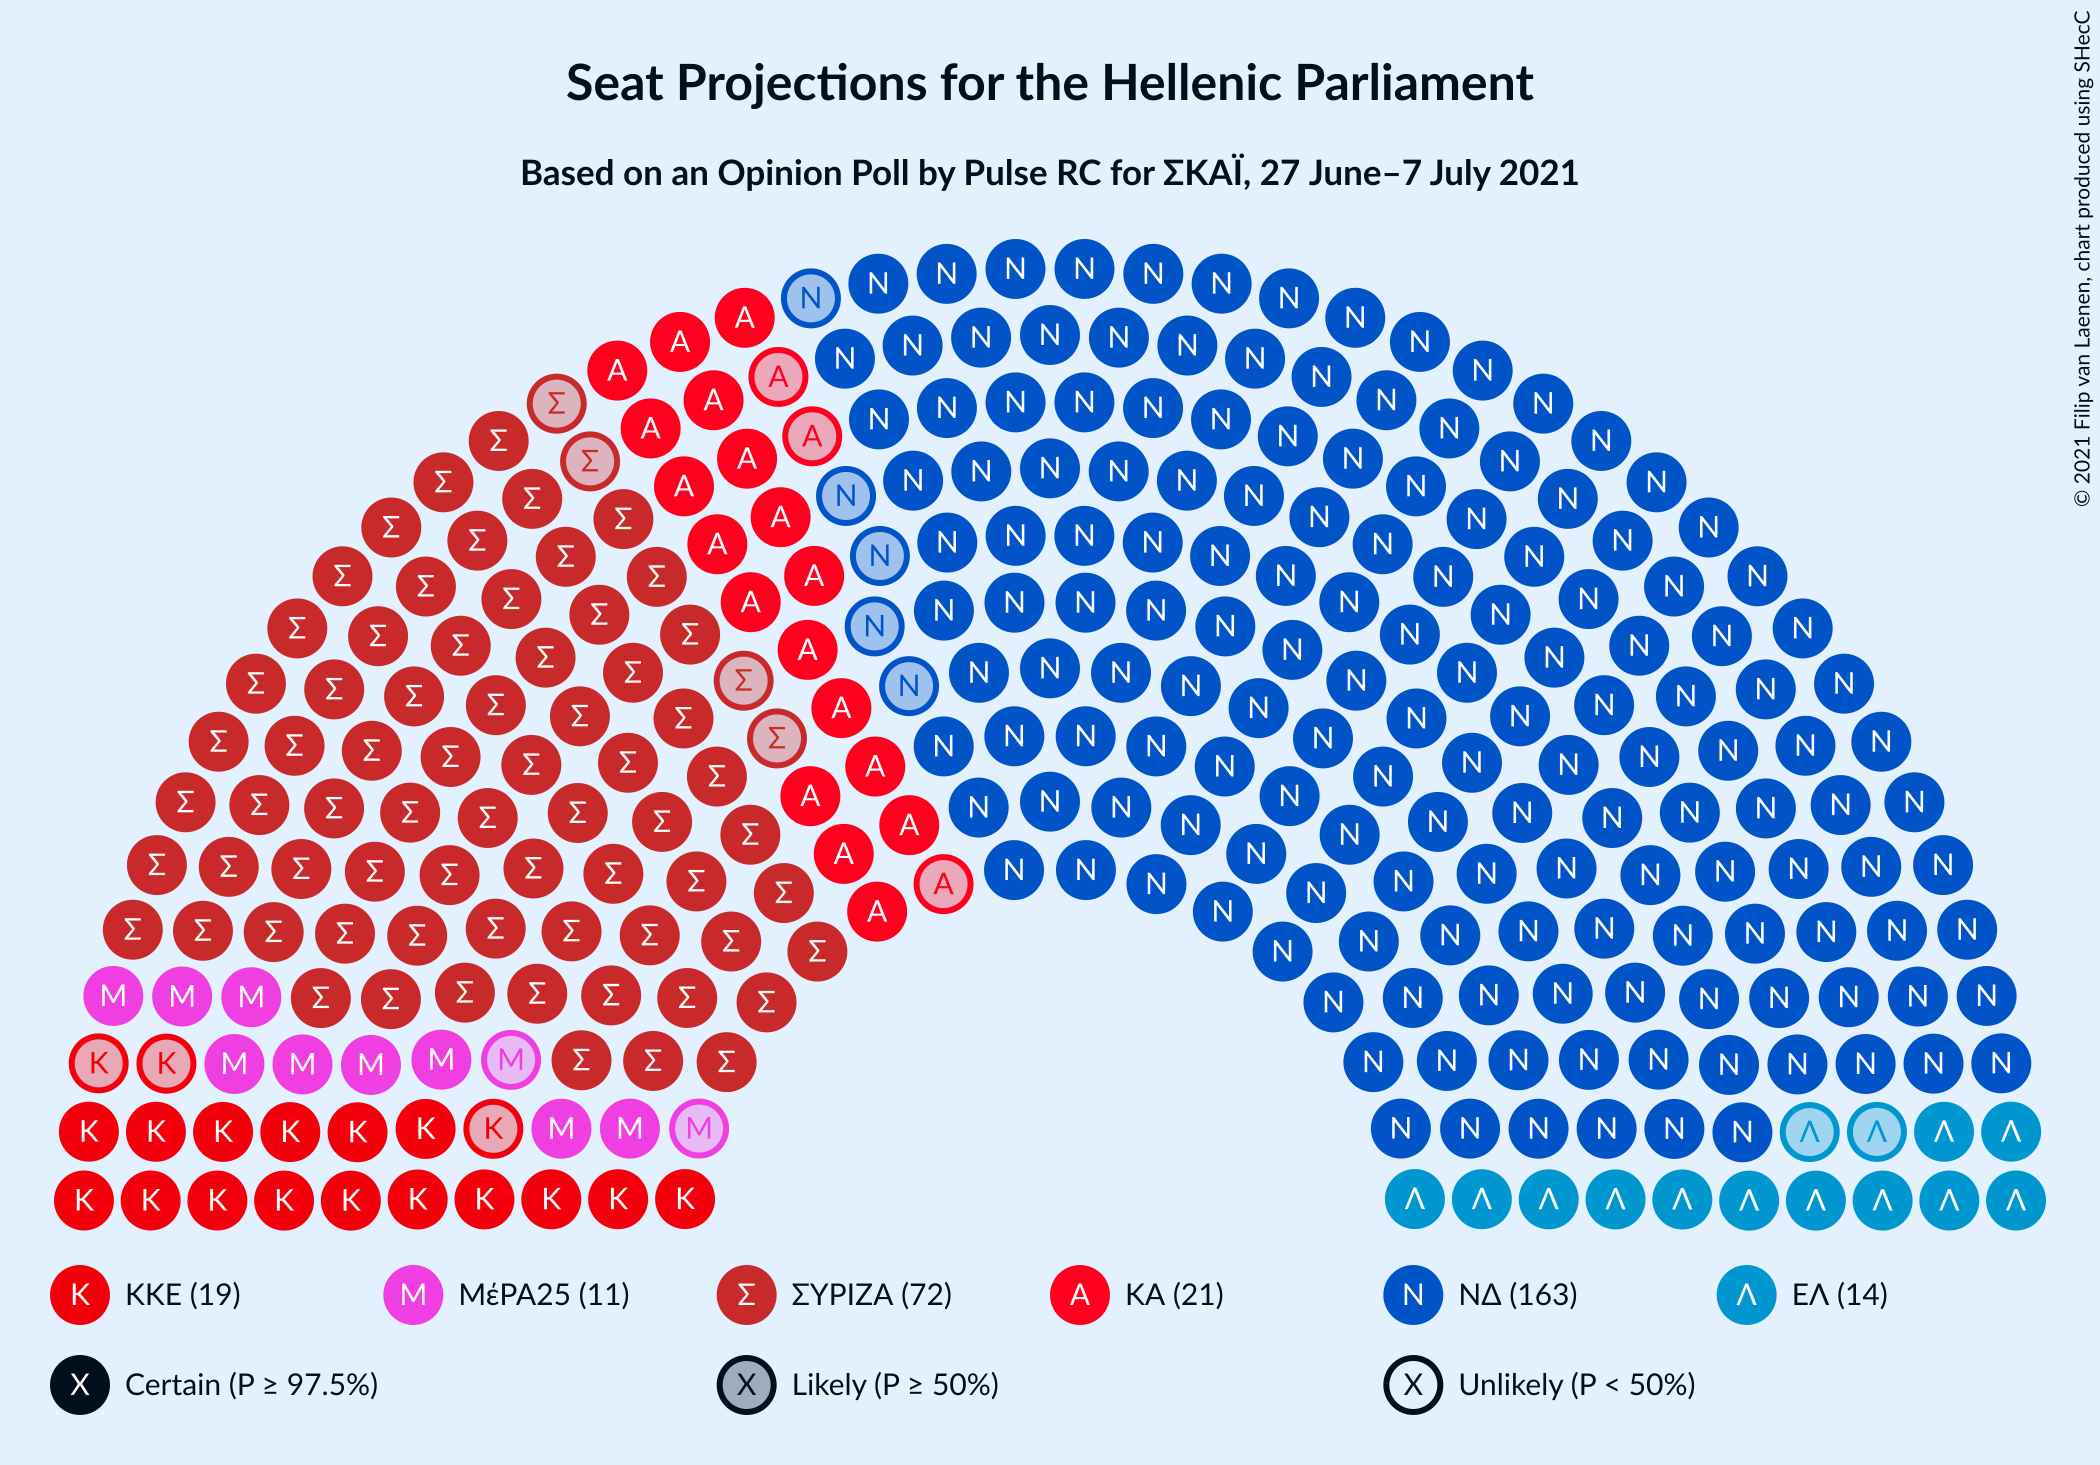 Seat Projections for the Hellenic Parliament
Based on an Opinion Poll by Pulse RC for ΣΚΑΪ, 27 June–7 July 2021
© 2021 Filip van Laenen, chart produced using SHecC
K ΚΚΕ (19)
M ΜέΡΑ25 (11)
Σ ΣΥΡΙΖΑ (72)
A ΚΑ (21)
N ΝΔ (163)
Λ ΕΛ (14)
X Certain (P ≥ 97.5%)
X Likely (P ≥ 50%)
X Unlikely (P < 50%)